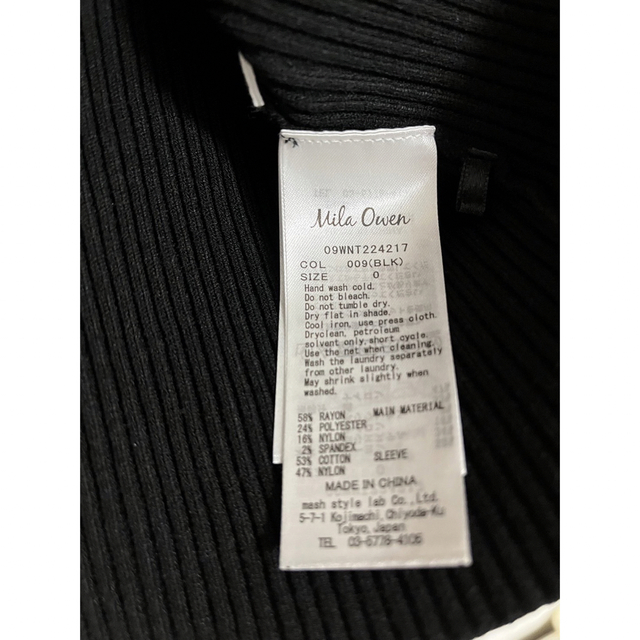 Mila Owen
09WNT224217
COL 009(BLK)
SIZE 0
Hand wash cold.
Do not bleach.
Do not tumble dry.
Dry flat in shade.
Cool iron, use press cloth.
Dryclean, petroleum
solvent only, short cycle.
Use the net when cleaning.
Wash the laundry separately
from other laundry.
May shrink slightly when
washed.
58% RAYON MAIN MATERIAL
24% POLYESTER
16% NYLON
2% SPANDEX
53% COTTON SLEEVE
47% NYLON
MADE IN CHINA
mash style lab Co., Ltd.
5-7-1 Kojimachi, Chiyoda-Ku
Tokyo, Japan
TEL 03-6778-4106